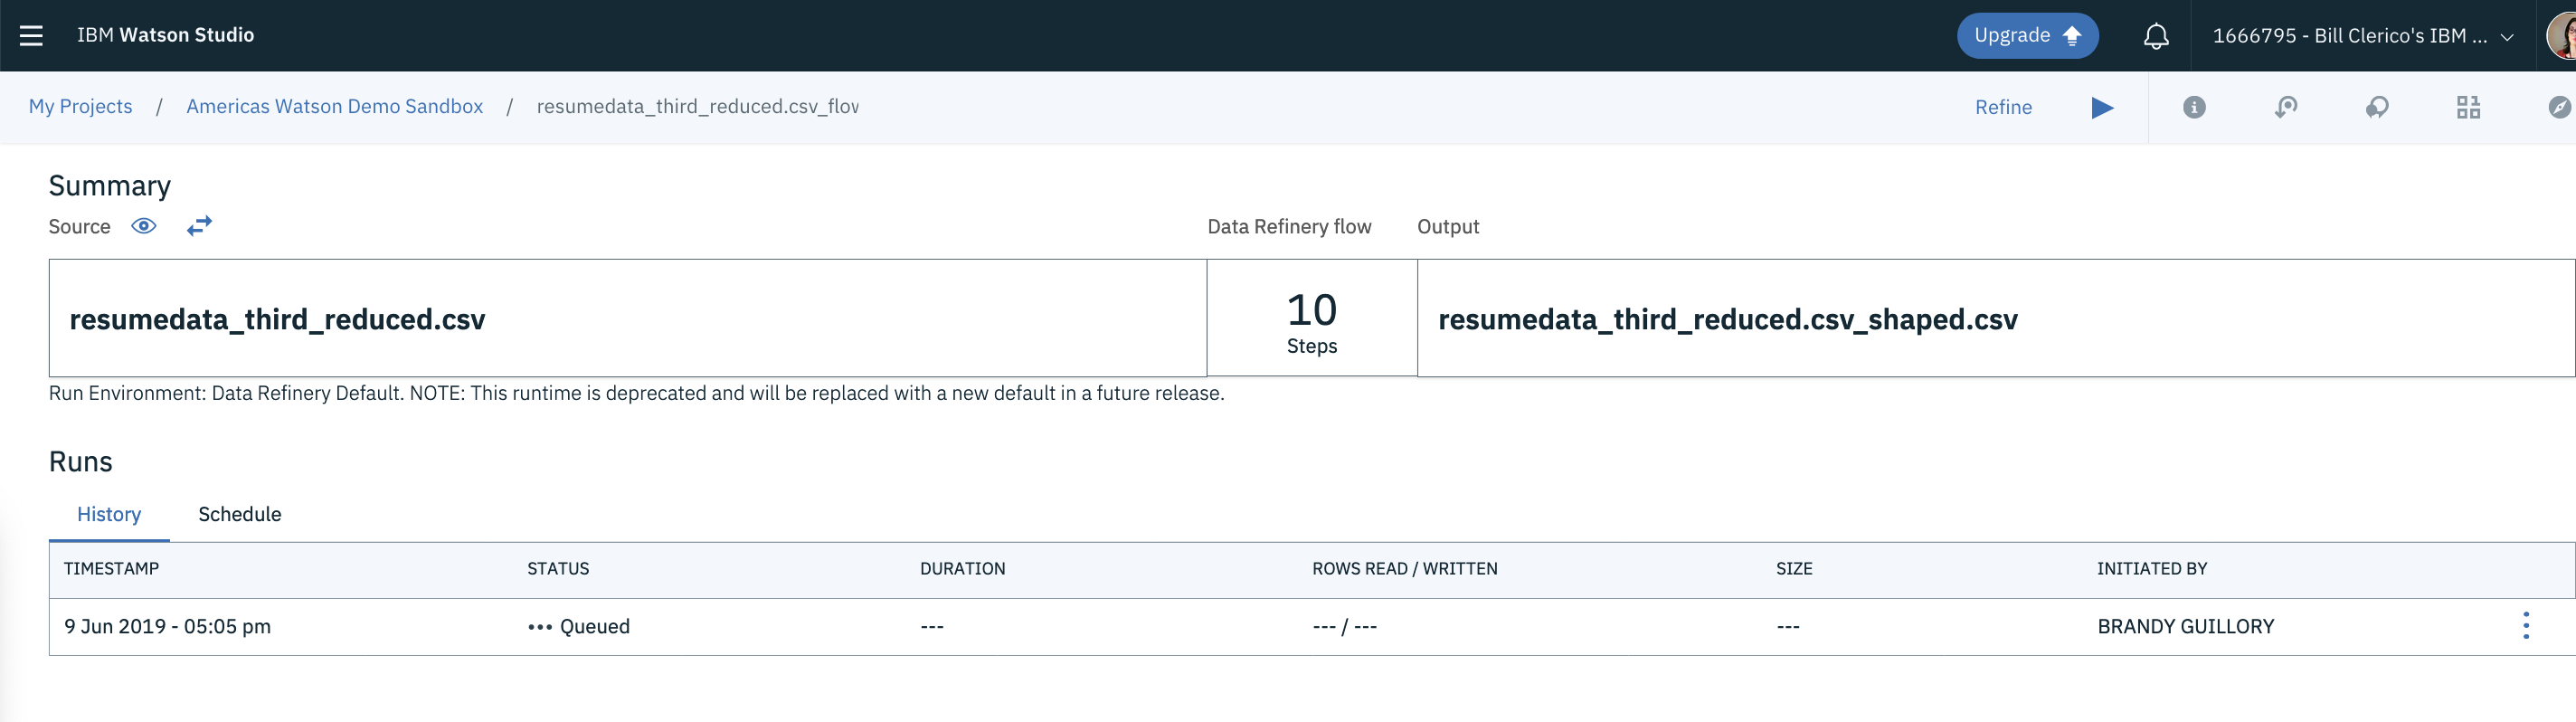 IBM Watson Studio
Upgrade
1666795 - Bill Clerico's IBM ...
My Projects / Americas Watson Demo Sandbox / resumedata_third_reduced.csv_flow
Refine
Summary
Source
Data Refinery flow
Output
resumedata_third_reduced.csv
10
Steps
resumedata_third_reduced.csv_shaped.csv
Run Environment: Data Refinery Default. NOTE: This runtime is deprecated and will be replaced with a new default in a future release.
Runs
History Schedule
TIMESTAMP STATUS DURATION ROWS READ / WRITTEN SIZE INITIATED BY
9 Jun 2019 - 05:05 pm ••• Queued --- --- / --- --- BRANDY GUILLORY